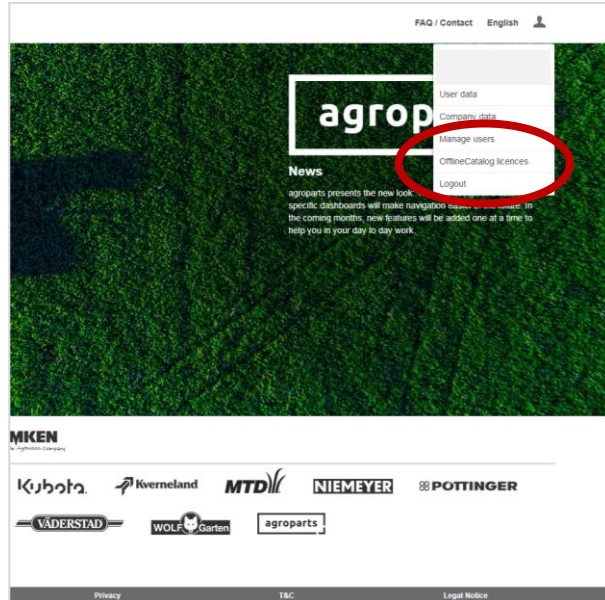 FAQ / Contact English
agrop
User data
Company data
Manage users
OfflineCatalog licences
Logout
News
agroparts presents the new look:
specific dashboards will make navigation In
the coming months, new features will be added one at a time to
help you in your day to day work.
MKEN
Kubota
Kverneland
MTD
NIEMEYER
PÖTTINGER
VÄDERSTAD
WOLF Garten
agroparts
Privacy T&C Legal Notice